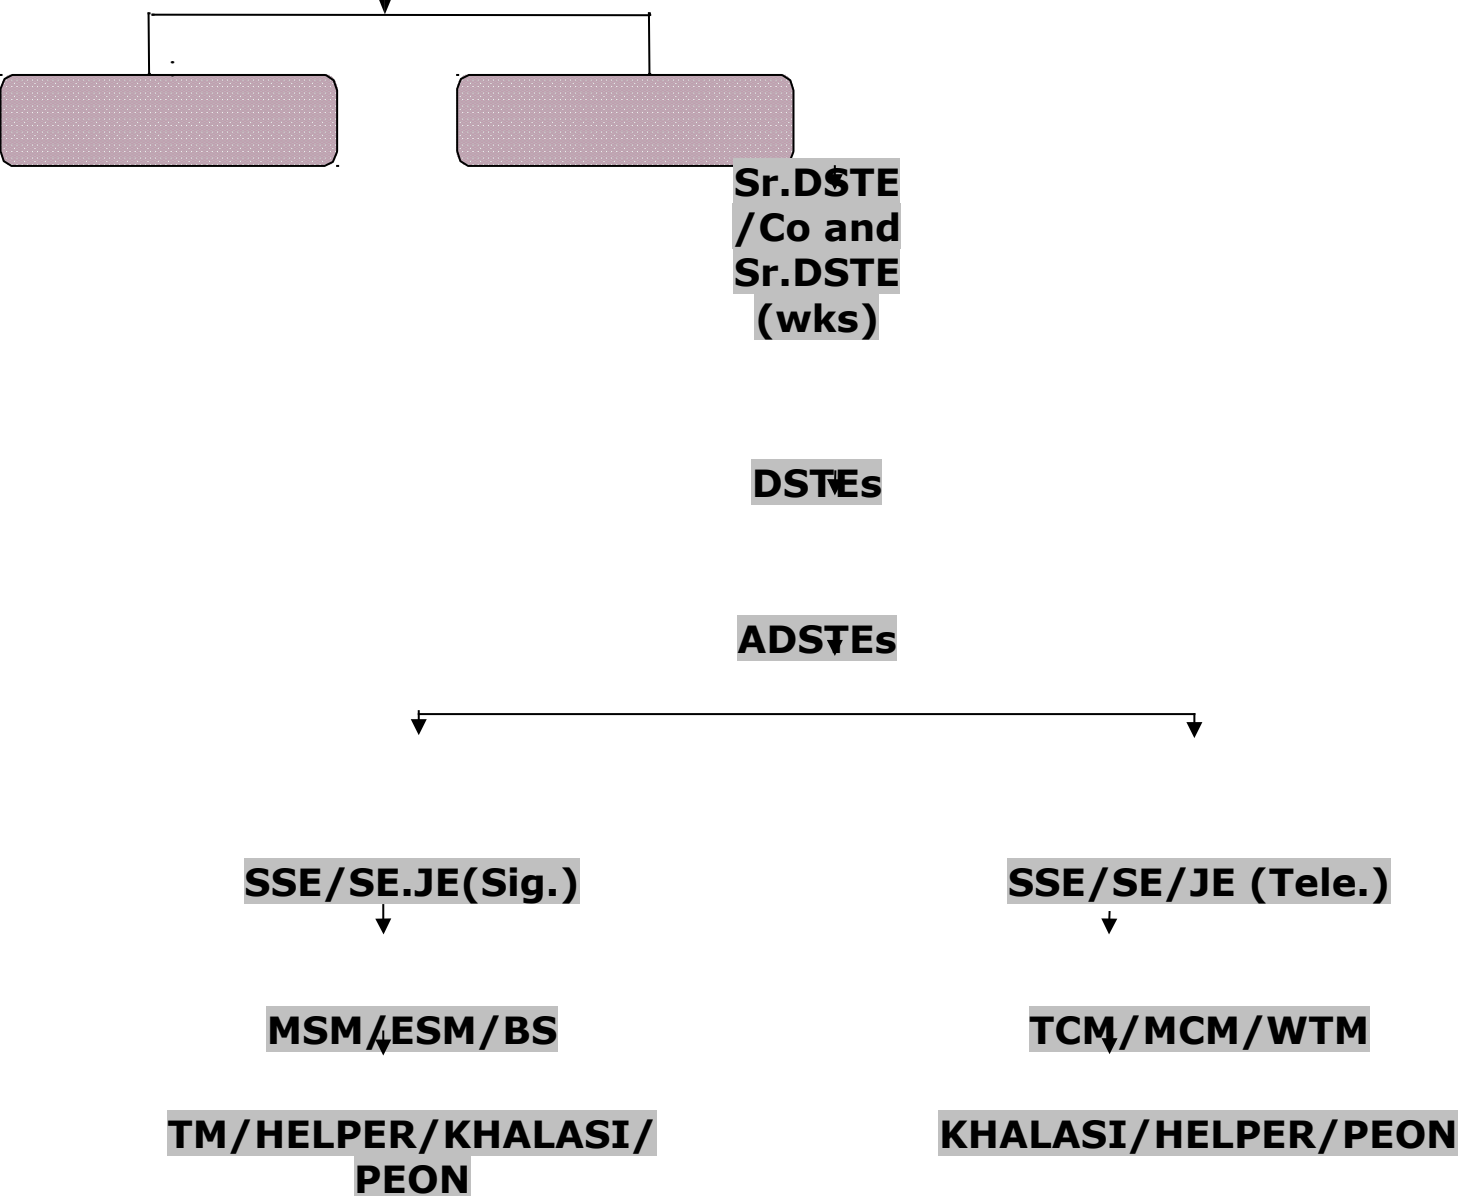 Sr.DSTE
/Co and
Sr.DSTE
(wks)
DSTEs
ADSTEs
SSE/SE.JE(Sig.)
SSE/SE/JE (Tele.)
MSM/ESM/BS
TCM/MCM/WTM
TM/HELPER/KHALASI/
PEON
KHALASI/HELPER/PEON